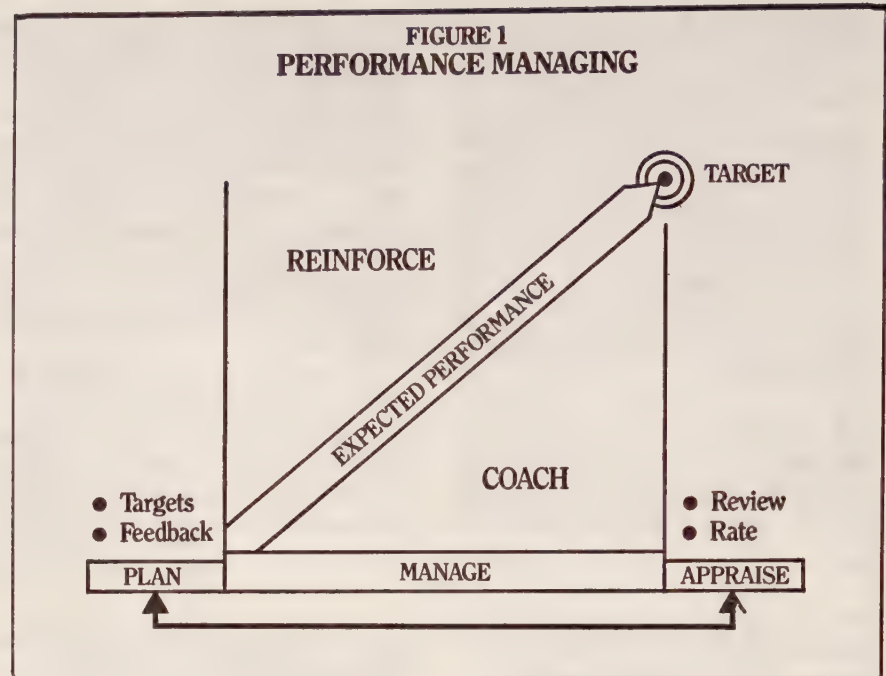 FIGURE 1
PERFORMANCE MANAGING
TARGET
REINFORCE
EXPECTED PERFORMANCE
COACH
● Targets
● Feedback
● Review
● Rate
PLAN
MANAGE
APPRAISE